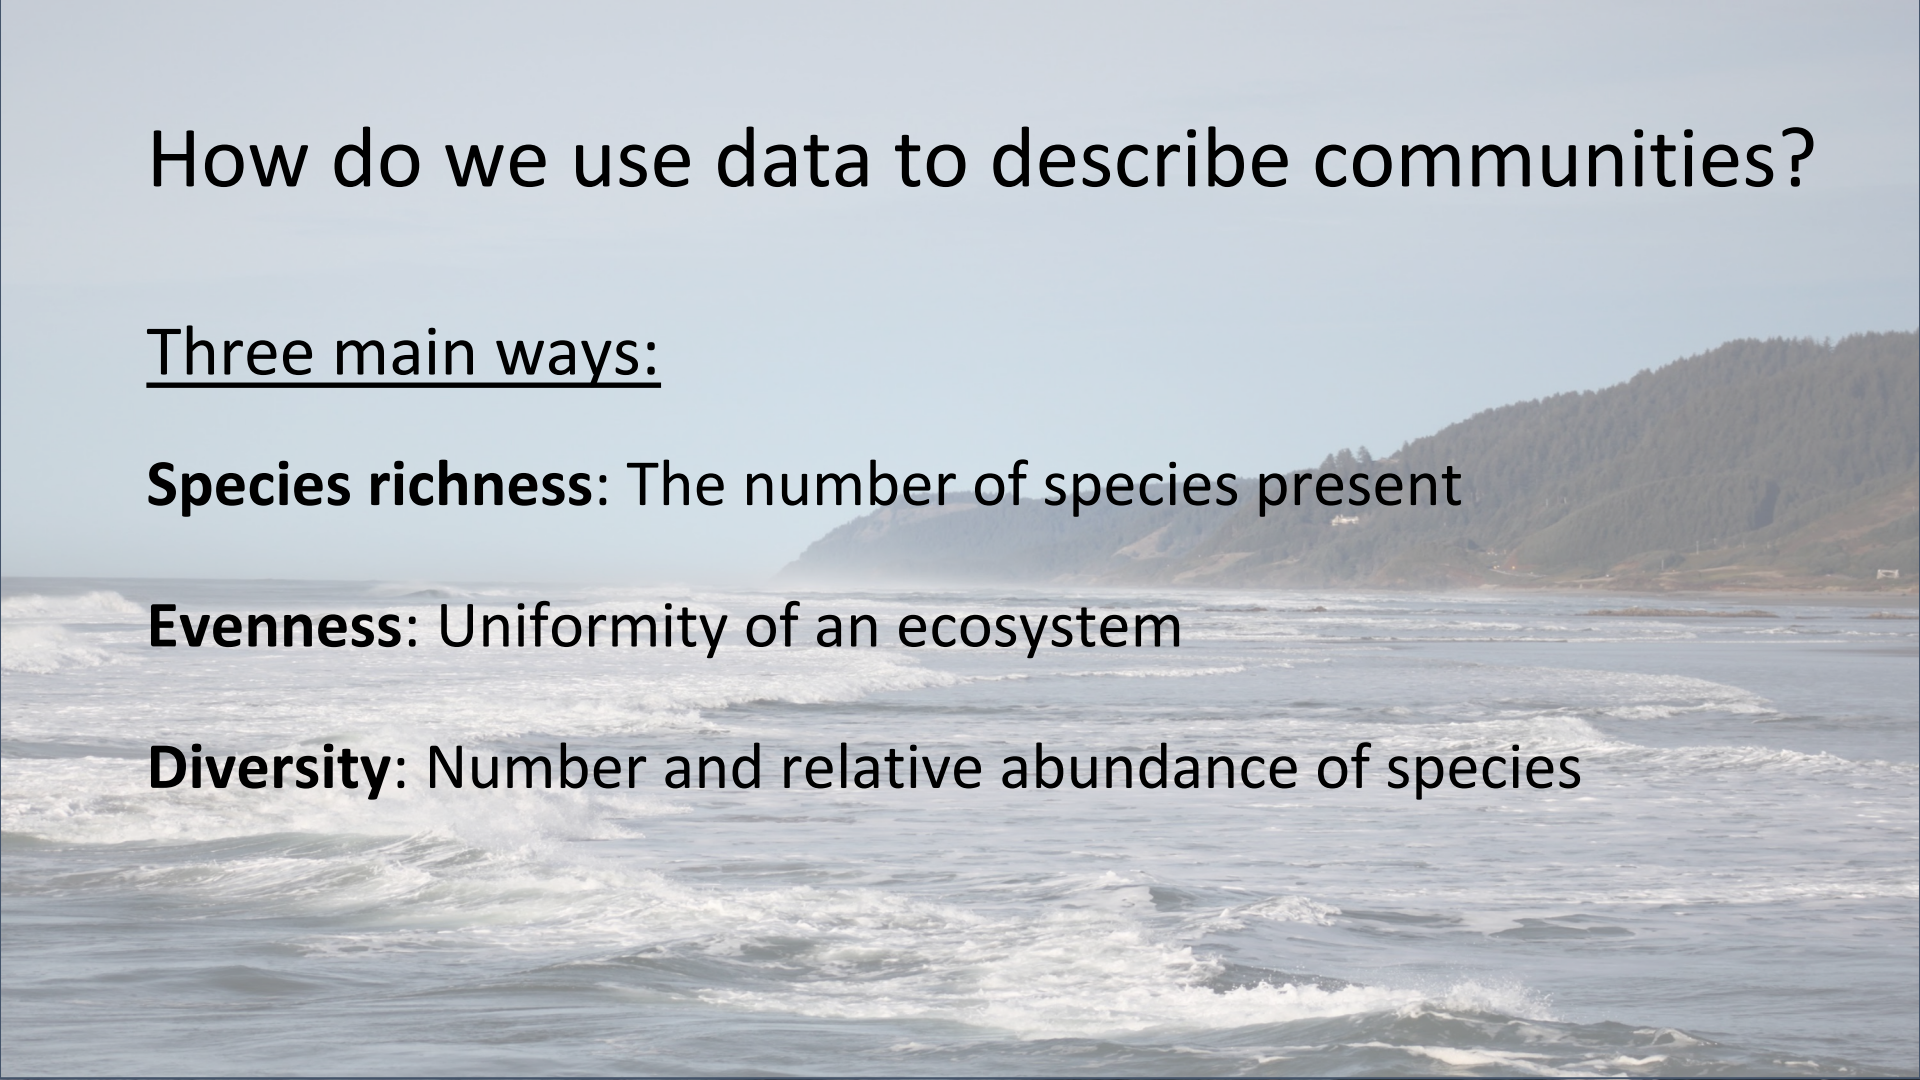 How do we use data to describe communities?
Three main ways:
Species richness: The number of species present
Evenness: Uniformity of an ecosystem
Diversity: Number and relative abundance of species